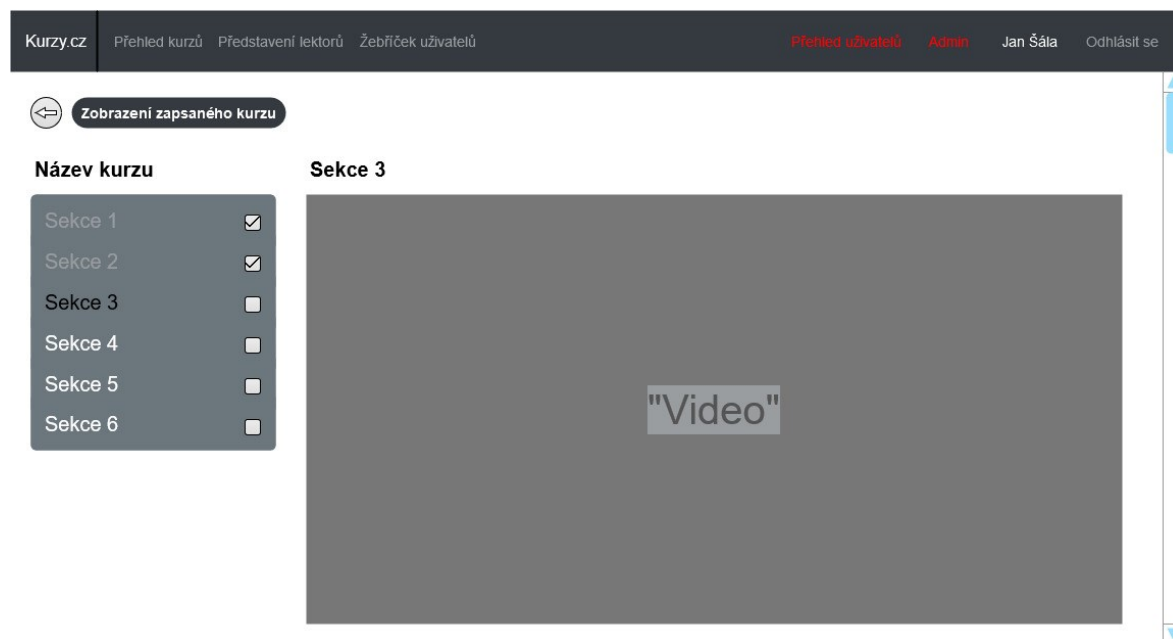 Kurzy.cz Přehled kurzů Představení lektorů Žebříček uživatelů Přehled uživatelů Admin Jan Šála Odhlásit se
Zobrazení zapsaného kurzu
Název kurzu
Sekce 1
Sekce 2
Sekce 3
Sekce 4
Sekce 5
Sekce 6
Sekce 3
"Video"